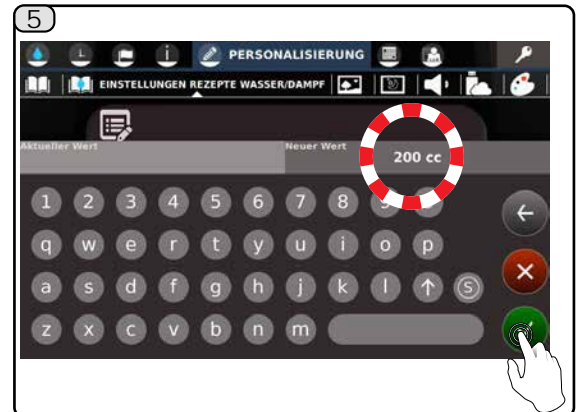 5
PERSONALISIERUNG
EINSTELLUNGEN REZEPTE WASSER/DAMPF
Aktueller Wert Neuer Wert
200 cc
1 2 3 4 5 6 7 8 9
q w e r t y u i o p
a s d f g h j k l ↑ S
z x c v b n m